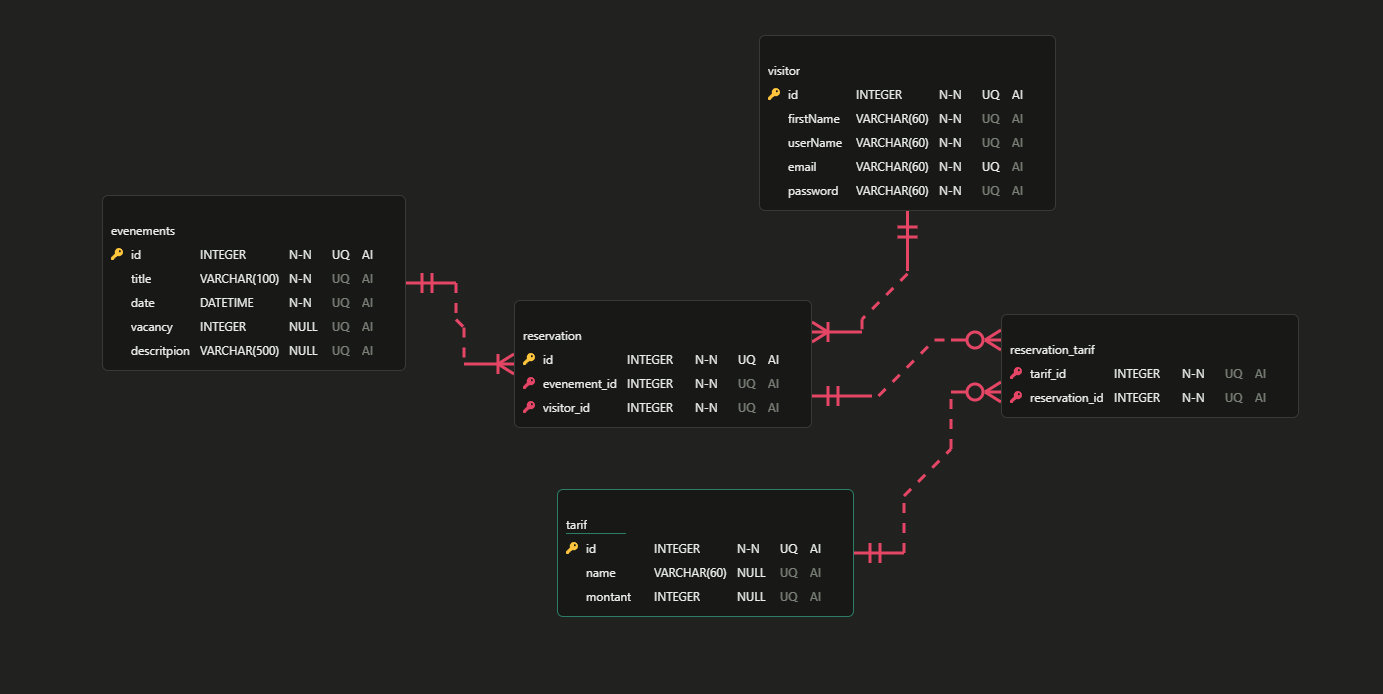 visitor
id INTEGER N-N UQ AI
firstName VARCHAR(60) N-N UQ AI
userName VARCHAR(60) N-N UQ AI
email VARCHAR(60) N-N UQ AI
password VARCHAR(60) N-N UQ AI
evenements
id INTEGER N-N UQ AI
title VARCHAR(100) N-N UQ AI
date DATETIME N-N UQ AI
vacancy INTEGER NULL UQ AI
descritpion VARCHAR(500) NULL UQ AI
reservation
id INTEGER N-N UQ AI
evenement_id INTEGER N-N UQ AI
visitor_id INTEGER N-N UQ AI
reservation_tarif
tarif_id INTEGER N-N UQ AI
reservation_id INTEGER N-N UQ AI
tarif
id INTEGER N-N UQ AI
name VARCHAR(60) NULL UQ AI
montant INTEGER NULL UQ AI